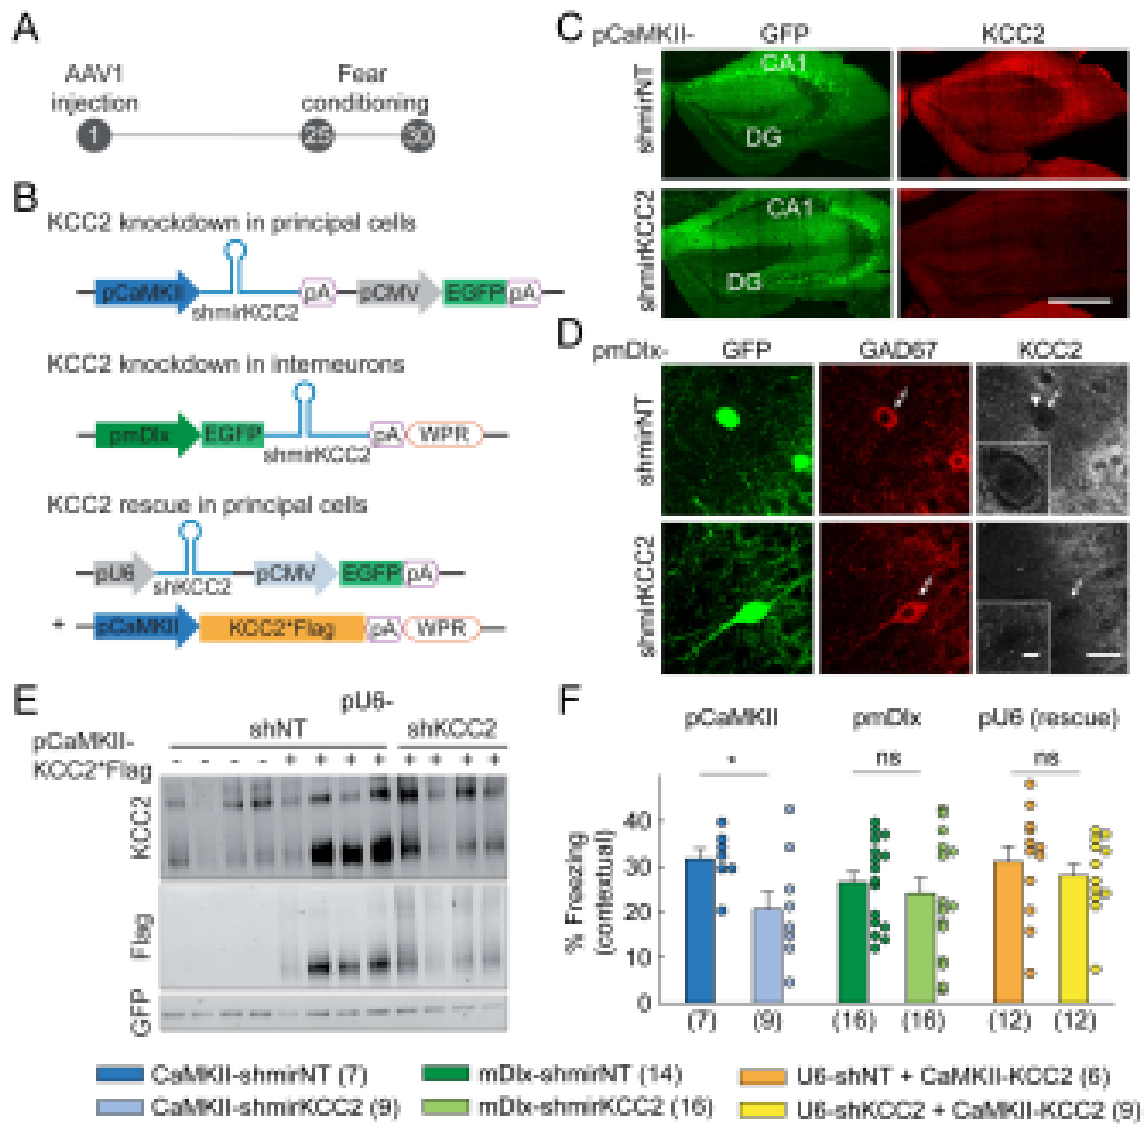 A
AAV1
injection
Fear
conditioning
1
25
30
B
KCC2 knockdown in principal cells
pCaMKII
shmirKCC2
pA
pCMV
EGFP
pA
KCC2 knockdown in interneurons
pmDlx
EGFP
shmirKCC2
pA
WPR
KCC2 rescue in principal cells
pU6
shKCC2
pCMV
EGFP
pA
+
pCaMKII
KCC2*Flag
pA
WPR
C
pCaMKII-
GFP
KCC2
shmirNT
CA1
DG
shmirKCC2
CA1
DG
D
pmDlx-
GFP
GAD67
KCC2
shmirNT
shmirKCC2
E
pU6-
shNT
shKCC2
pCaMKII-
KCC2*Flag
- - - - + + + + + + + +
KCC2
Flag
GFP
F
pCaMKII
pmDlx
pU6 (rescue)
*
ns
ns
% Freezing
(contextual)
40
30
20
10
0
(7)
(9)
(16)
(16)
(12)
(12)
CaMKII-shmirNT (7)
mDlx-shmirNT (14)
U6-shNT + CaMKII-KCC2 (6)
CaMKII-shmirKCC2 (9)
mDlx-shmirKCC2 (16)
U6-shKCC2 + CaMKII-KCC2 (9)